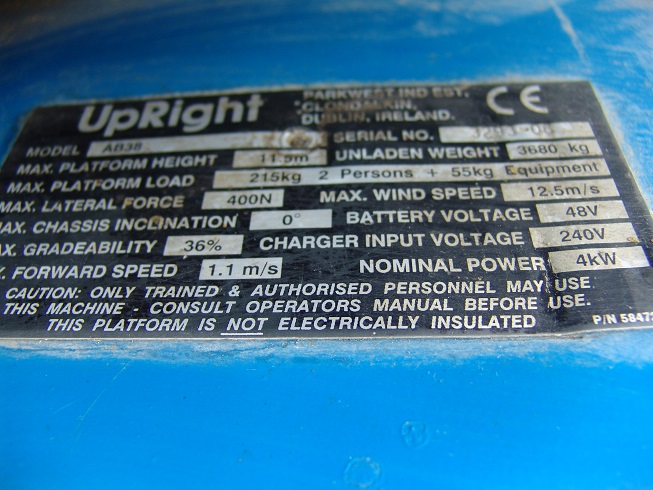 UpRight
PARKWEST IND EST,
CLONDALKIN,
DUBLIN, IRELAND.
CE
MODEL AB38 SERIAL NO.
MAX. PLATFORM HEIGHT 11.5m UNLADEN WEIGHT 3680 kg
MAX. PLATFORM LOAD 215kg 2 Persons + 55kg Equipment
MAX. LATERAL FORCE 400N MAX. WIND SPEED 12.5m/s
AX. CHASSIS INCLINATION 0° BATTERY VOLTAGE 48V
AX. GRADEABILITY 36% CHARGER INPUT VOLTAGE 240V
X. FORWARD SPEED 1.1 m/s NOMINAL POWER 4kW
CAUTION: ONLY TRAINED & AUTHORISED PERSONNEL MAY USE
THIS MACHINE - CONSULT OPERATORS MANUAL BEFORE USE.
THIS PLATFORM IS NOT ELECTRICALLY INSULATED
P/N 5847